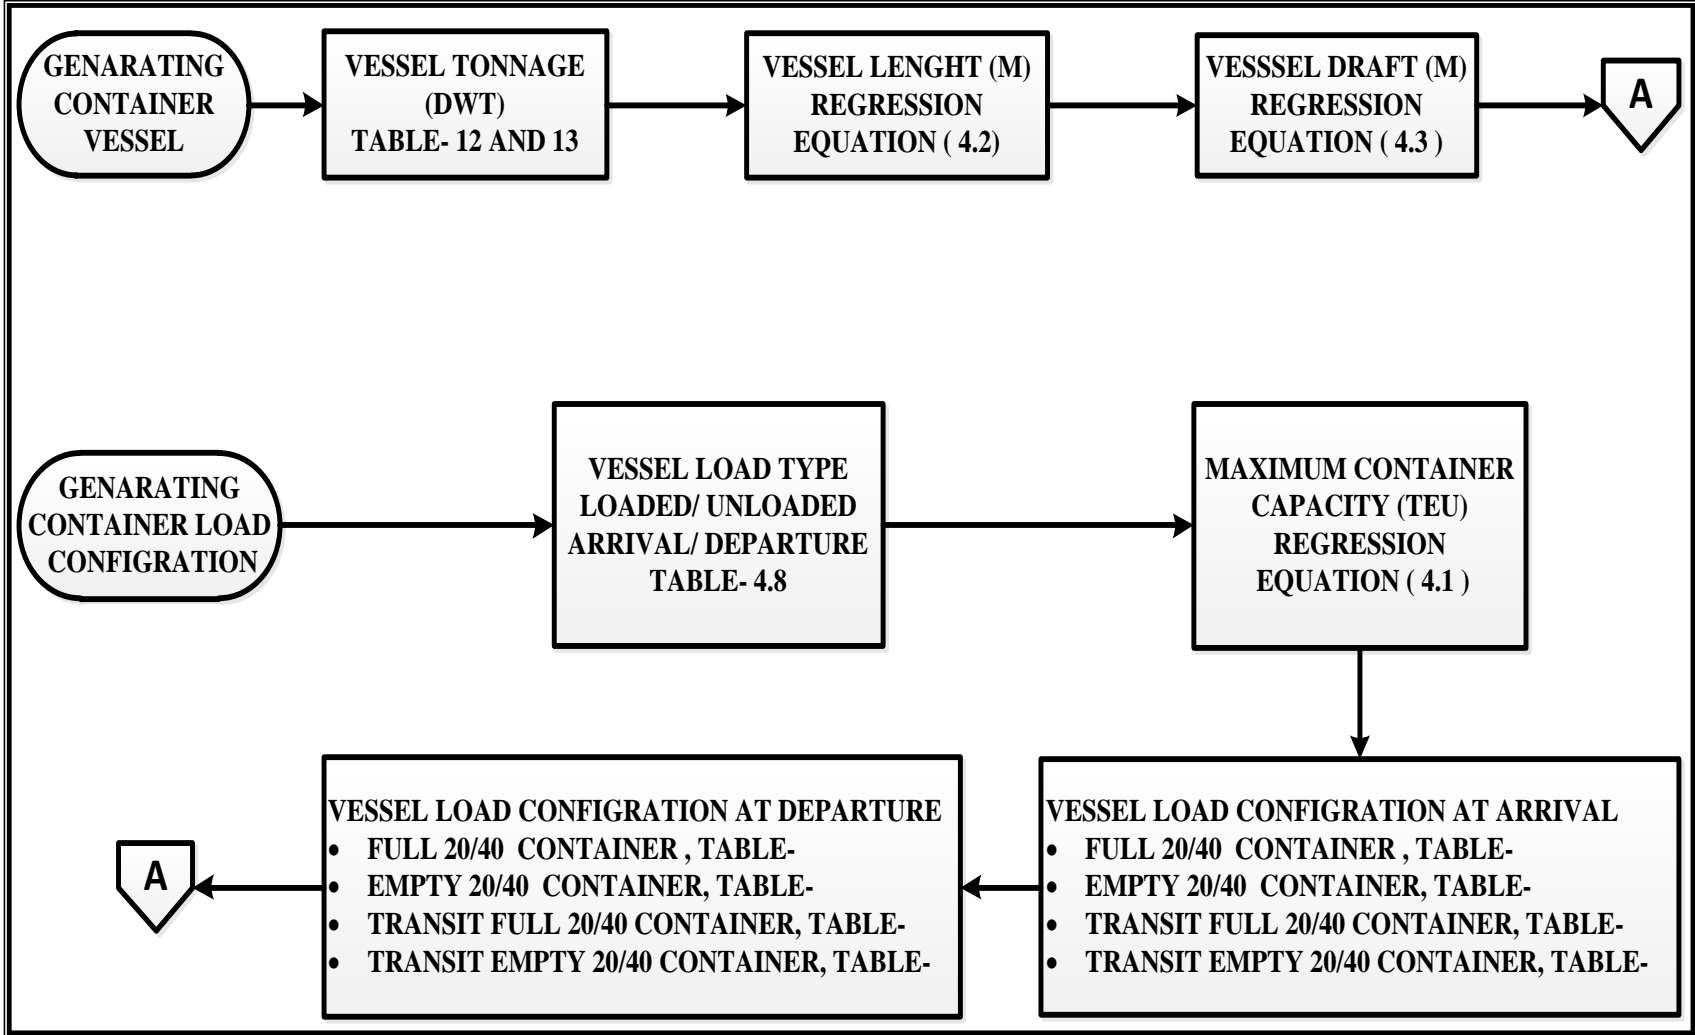 GENARATING
CONTAINER
VESSEL
VESSEL TONNAGE
(DWT)
TABLE- 12 AND 13
VESSSEL LENGHT (M)
REGRESSION
EQUATION ( 4.2)
VESSSEL DRAFT (M)
REGRESSION
EQUATION ( 4.3 )
A
GENARATING
CONTAINER LOAD
CONFIGRATION
VESSEL LOAD TYPE
LOADED/ UNLOADED
ARRIVAL/ DEPARTURE
TABLE- 4.8
MAXIMUM CONTAINER
CAPACITY (TEU)
REGRESSION
EQUATION ( 4.1 )
VESSEL LOAD CONFIGRATION AT ARRIVAL
• FULL 20/40 CONTAINER , TABLE-
• EMPTY 20/40 CONTAINER, TABLE-
• TRANSIT FULL 20/40 CONTAINER, TABLE-
• TRANSIT EMPTY 20/40 CONTAINER, TABLE-
VESSEL LOAD CONFIGRATION AT DEPARTURE
• FULL 20/40 CONTAINER , TABLE-
• EMPTY 20/40 CONTAINER, TABLE-
• TRANSIT FULL 20/40 CONTAINER, TABLE-
• TRANSIT EMPTY 20/40 CONTAINER, TABLE-
A